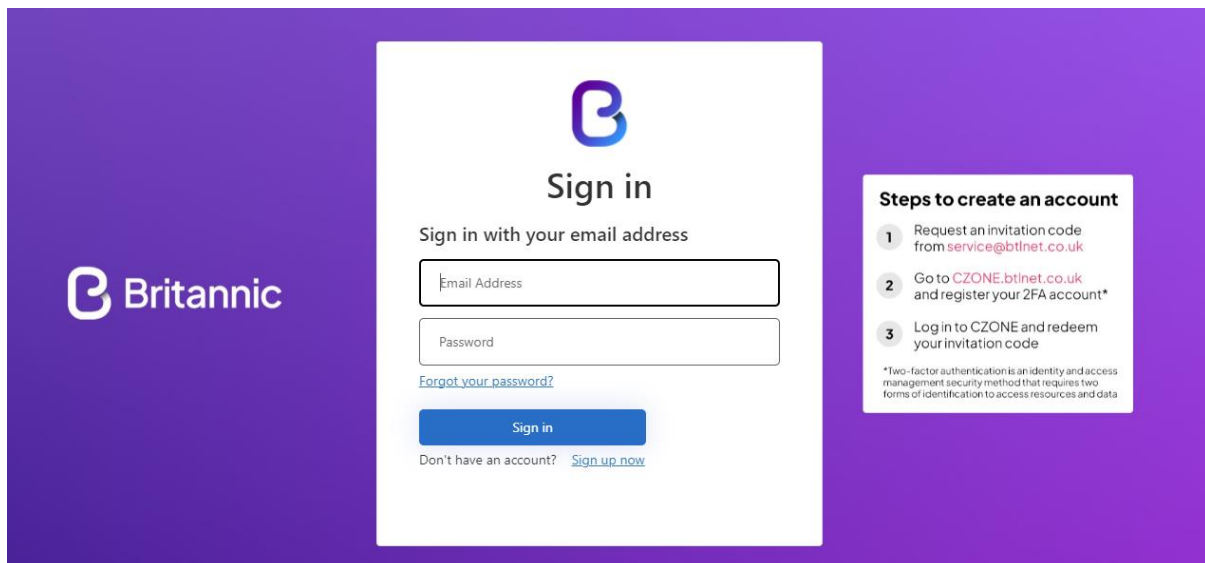 Britannic
Sign in
Sign in with your email address
Email Address
Password
Forgot your password?
Sign in
Don't have an account? Sign up now
Steps to create an account
1 Request an invitation code
from service@btlnet.co.uk
2 Go to CZONE.btlnet.co.uk
and register your 2FA account*
3 Log in to CZONE and redeem
your invitation code
*Two-factor authentication is an identity and access
management security method that requires two
forms of identification to access resources and data